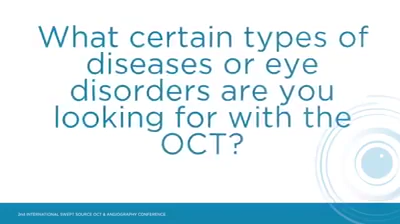 What certain types of
diseases or eye
disorders are you
looking for with the
OCT?
2nd INTERNATIONAL SWEPT SOURCE OCT & ANGIOGRAPHY CONFERENCE